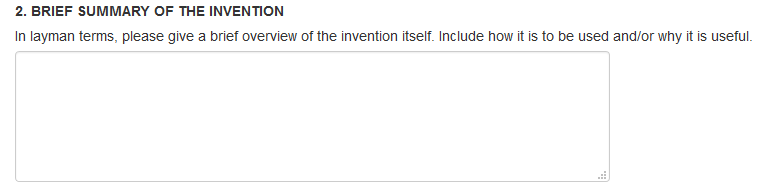 2. BRIEF SUMMARY OF THE INVENTION
In layman terms, please give a brief overview of the invention itself. Include how it is to be used and/or why it is useful.